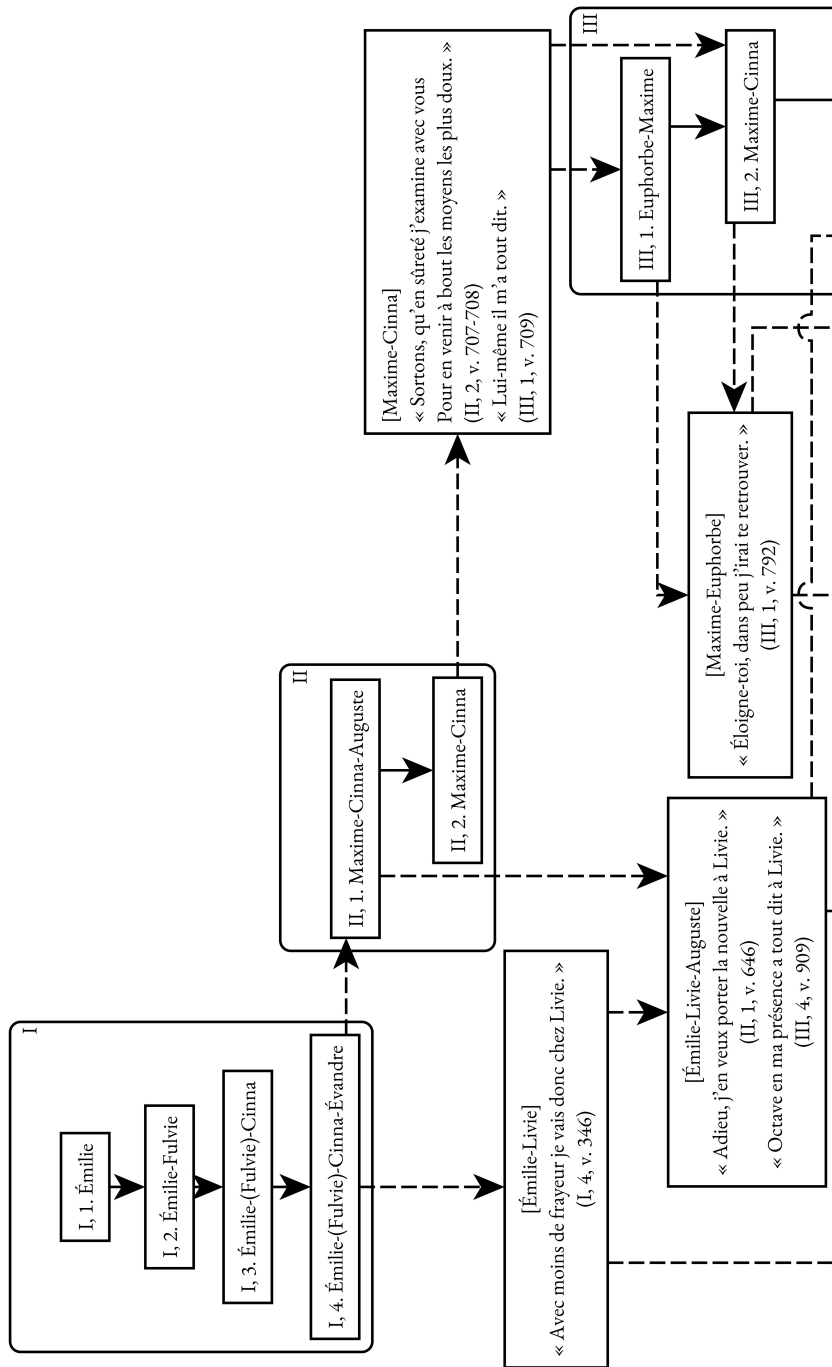 I
I, 1. Émilie
I, 2. Émilie-Fulvie
I, 3. Émilie-(Fulvie)-Cinna
I, 4. Émilie-(Fulvie)-Cinna-Évandre
II
II, 1. Maxime-Cinna-Auguste
II, 2. Maxime-Cinna
[Maxime-Cinna]
« Sortons, qu’en sûreté j’examine avec vous
Pour en venir à bout les moyens les plus doux. »
(II, 2, v. 707-708)
« Lui-même il m’a tout dit. »
(III, 1, v. 709)
[Émilie-Livie]
« Avec moins de frayeur je vais donc chez Livie. »
(I, 4, v. 346)
[Émilie-Livie-Auguste]
« Adieu, j’en veux porter la nouvelle à Livie. »
(II, 1, v. 646)
« Octave en ma présence a tout dit à Livie. »
(III, 4, v. 909)
[Maxime-Euphorbe]
« Éloigne-toi, dans peu j’irai te retrouver. »
(III, 1, v. 792)
III
III, 1. Euphorbe-Maxime
III, 2. Maxime-Cinna